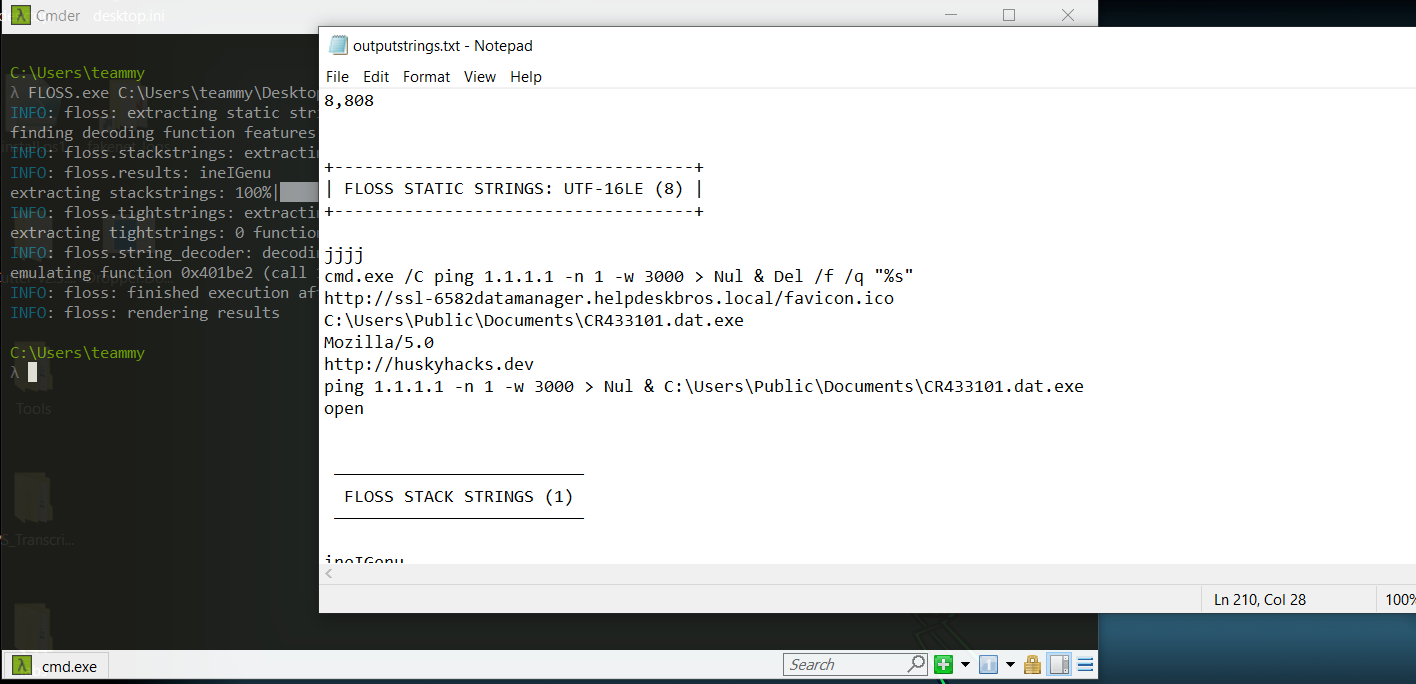 Cmder desktop.ini
C:\Users\teammy
λ FLOSS.exe C:\Users\teammy\Deskto
INFO: floss: extracting static str
finding decoding function features
INFO: floss.stackstrings: extracti
INFO: floss.results: ineIGenu
extracting stackstrings: 100%|
INFO: floss.tightstrings: extracti
extracting tightstrings: 0 functio
INFO: floss.string_decoder: decodi
emulating function 0x401be2 (call
INFO: floss: finished execution af
INFO: floss: rendering results
C:\Users\teammy
λ
Tools
S_Transcri...
outputstrings.txt - Notepad
File Edit Format View Help
8,808
+------------------------------------+
| FLOSS STATIC STRINGS: UTF-16LE (8) |
+------------------------------------+
jjjj
cmd.exe /C ping 1.1.1.1 -n 1 -w 3000 > Nul & Del /f /q "%s"
http://ssl-6582datamanager.helpdeskbros.local/favicon.ico
C:\Users\Public\Documents\CR433101.dat.exe
Mozilla/5.0
http://huskyhacks.dev
ping 1.1.1.1 -n 1 -w 3000 > Nul & C:\Users\Public\Documents\CR433101.dat.exe
open
FLOSS STACK STRINGS (1)
ineIGenu
Ln 210, Col 28 100%
cmd.exe
Search